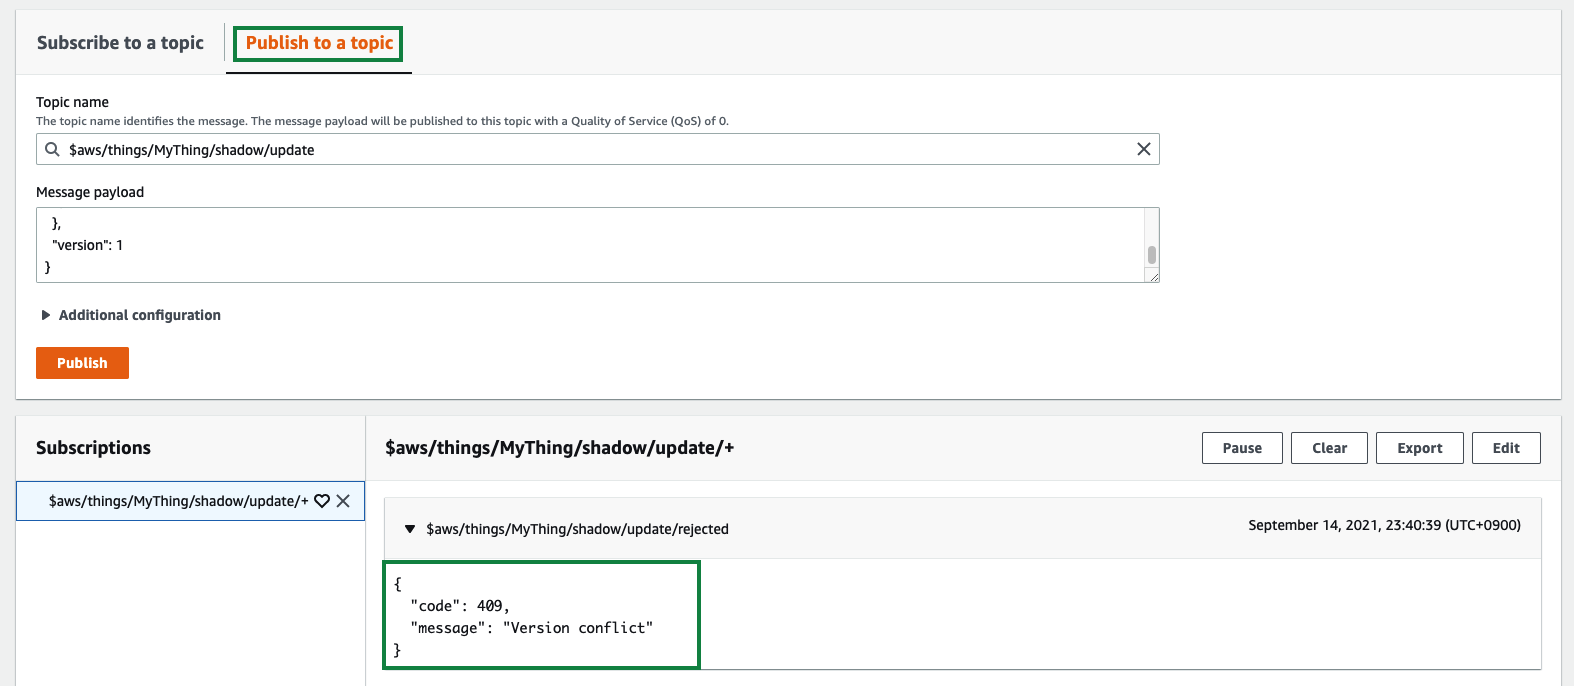 Subscribe to a topic
Publish to a topic
Topic name
The topic name identifies the message. The message payload will be published to this topic with a Quality of Service (QoS) of 0.
$aws/things/MyThing/shadow/update
Message payload
},
"version": 1
}
Additional configuration
Publish
Subscriptions
$aws/things/MyThing/shadow/update/+
Pause
Clear
Export
Edit
$aws/things/MyThing/shadow/update/+
$aws/things/MyThing/shadow/update/rejected
September 14, 2021, 23:40:39 (UTC+0900)
{
"code": 409,
"message": "Version conflict"
}